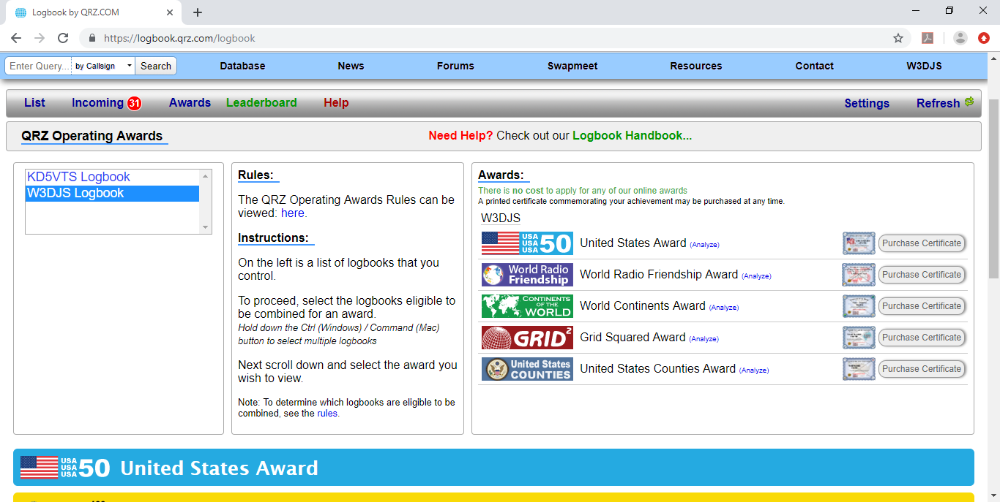 Logbook by QRZ.COM
https://logbook.qrz.com/logbook
Enter Query... by Callsign Search Database News Forums Swapmeet Resources Contact W3DJS
List Incoming 31 Awards Leaderboard Help Settings Refresh
QRZ Operating Awards Need Help? Check out our Logbook Handbook...
KD5VTS Logbook
W3DJS Logbook
Rules:
The QRZ Operating Awards Rules can be
viewed: here.
Instructions:
On the left is a list of logbooks that you
control.
To proceed, select the logbooks eligible to
be combined for an award.
Hold down the Ctrl (Windows) / Command (Mac)
button to select multiple logbooks
Next scroll down and select the award you
wish to view.
Note: To determine which logbooks are eligible to be
combined, see the rules.
Awards:
There is no cost to apply for any of our online awards
A printed certificate commemorating your achievement may be purchased at any time.
W3DJS
USA
USA
USA
50 United States Award (Analyze) Purchase Certificate
World Radio
Friendship
World Radio Friendship Award (Analyze) Purchase Certificate
CONTINENTS
OF THE
WORLD
World Continents Award (Analyze) Purchase Certificate
GRID² Grid Squared Award (Analyze) Purchase Certificate
United States
COUNTIES
United States Counties Award (Analyze) Purchase Certificate
USA
USA
USA
50 United States Award